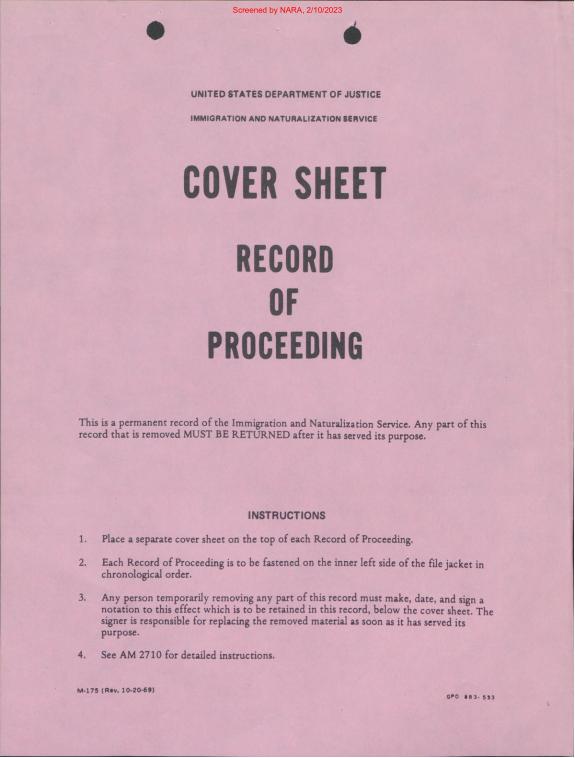 Screened by NARA, 2/10/2023
UNITED STATES DEPARTMENT OF JUSTICE
IMMIGRATION AND NATURALIZATION SERVICE
COVER SHEET
RECORD
OF
PROCEEDING
This is a permanent record of the Immigration and Naturalization Service. Any part of this
record that is removed MUST BE RETURNED after it has served its purpose.
INSTRUCTIONS
1. Place a separate cover sheet on the top of each Record of Proceeding.
2. Each Record of Proceeding is to be fastened on the inner left side of the file jacket in
chronological order.
3. Any person temporarily removing any part of this record must make, date, and sign a
notation to this effect which is to be retained in this record, below the cover sheet. The
signer is responsible for replacing the removed material as soon as it has served its
purpose.
4. See AM 2710 for detailed instructions.
M-175 (Rev. 10-20-69)
GPO 883-553